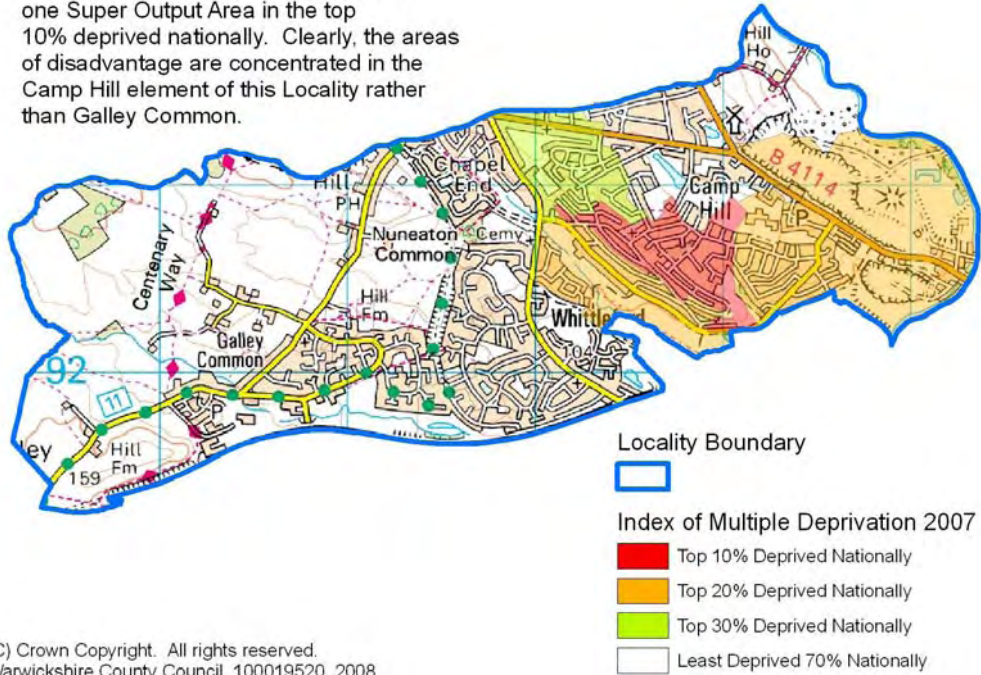 one Super Output Area in the top
10% deprived nationally. Clearly, the areas
of disadvantage are concentrated in the
Camp Hill element of this Locality rather
than Galley Common.
Hill
Ho
Chapel
End
Hill
PH
Camp
Hill
B 4114
P
Nuneaton
Common
Cemy
Centenary
Way
Hill
Fm
Whittleford
Galley
Common
104
92
11
P
ey
Hill
Fm
159
Locality Boundary
Index of Multiple Deprivation 2007
Top 10% Deprived Nationally
Top 20% Deprived Nationally
Top 30% Deprived Nationally
Least Deprived 70% Nationally
C) Crown Copyright. All rights reserved.
Warwickshire County Council, 100019520, 2008